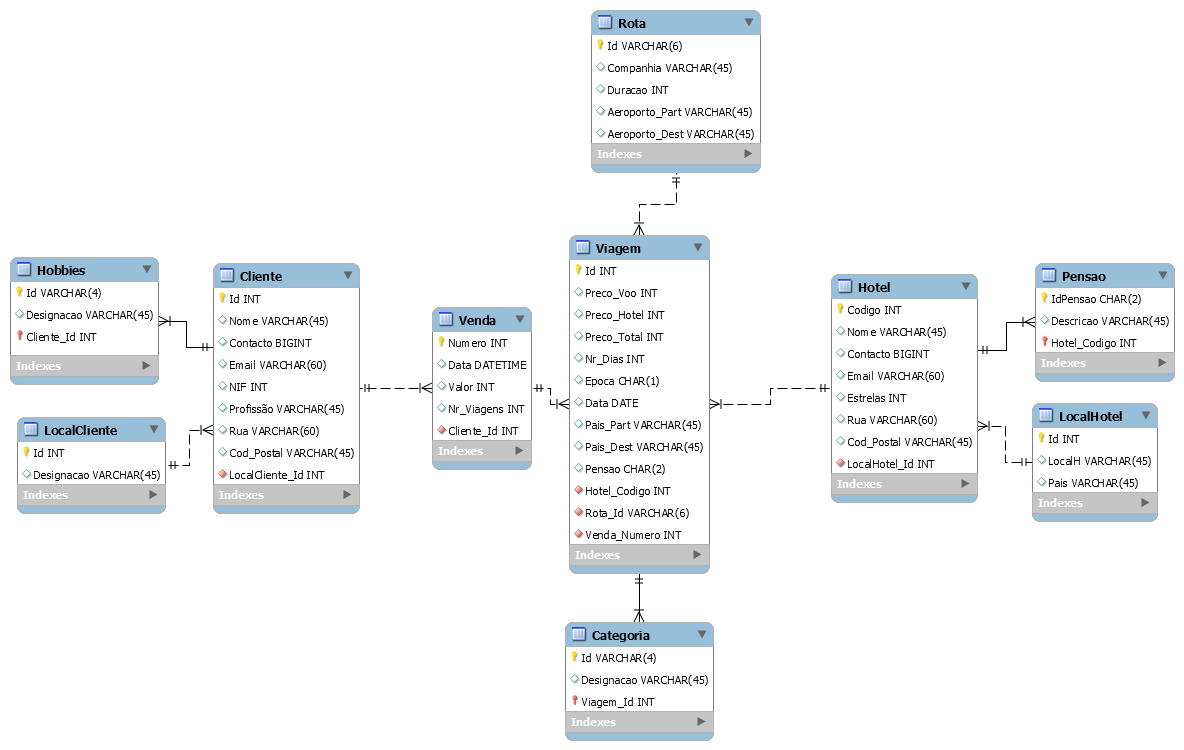 Rota
Id VARCHAR(6)
Companhia VARCHAR(45)
Duracao INT
Aeroporto_Part VARCHAR(45)
Aeroporto_Dest VARCHAR(45)
Indexes
Hobbies
Id VARCHAR(4)
Designacao VARCHAR(45)
Cliente_Id INT
Indexes
LocalCliente
Id INT
Designacao VARCHAR(45)
Indexes
Cliente
Id INT
Nome VARCHAR(45)
Contacto BIGINT
Email VARCHAR(60)
NIF INT
Profissão VARCHAR(45)
Rua VARCHAR(60)
Cod_Postal VARCHAR(45)
LocalCliente_Id INT
Indexes
Venda
Numero INT
Data DATETIME
Valor INT
Nr_Viagens INT
Cliente_Id INT
Indexes
Viagem
Id INT
Preco_Voo INT
Preco_Hotel INT
Preco_Total INT
Nr_Dias INT
Epoca CHAR(1)
Data DATE
Pais_Part VARCHAR(45)
Pais_Dest VARCHAR(45)
Pensao CHAR(2)
Hotel_Codigo INT
Rota_Id VARCHAR(6)
Venda_Numero INT
Indexes
Hotel
Codigo INT
Nome VARCHAR(45)
Contacto BIGINT
Email VARCHAR(60)
Estrelas INT
Rua VARCHAR(60)
Cod_Postal VARCHAR(45)
LocalHotel_Id INT
Indexes
Pensao
IdPensao CHAR(2)
Descricao VARCHAR(45)
Hotel_Codigo INT
Indexes
LocalHotel
Id INT
LocalH VARCHAR(45)
Pais VARCHAR(45)
Indexes
Categoria
Id VARCHAR(4)
Designacao VARCHAR(45)
Viagem_Id INT
Indexes